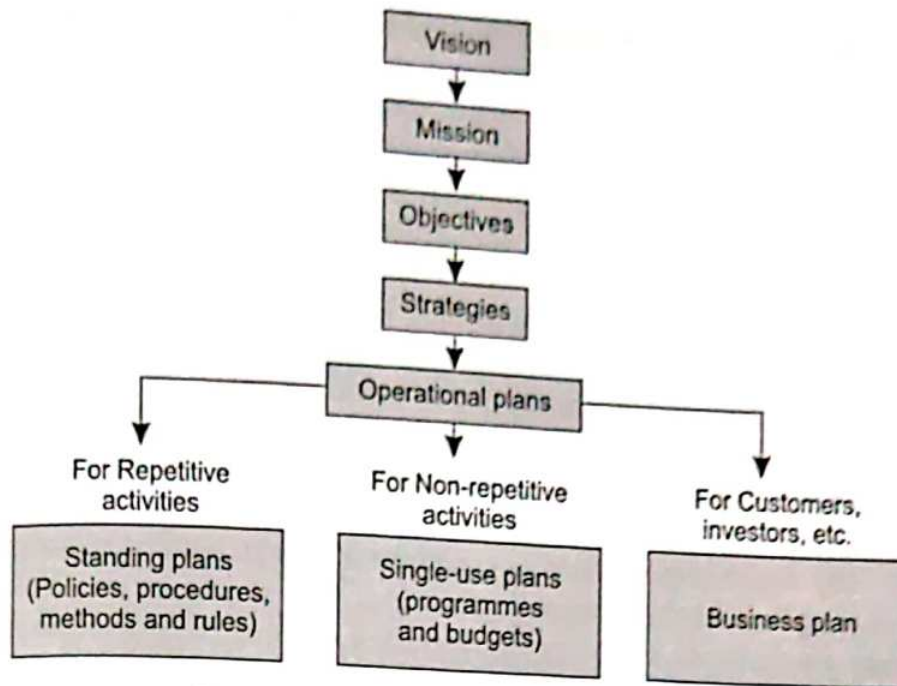 Vision
Mission
Objectives
Strategies
Operational plans
For Repetitive
activities
Standing plans
(Policies, procedures,
methods and rules)
For Non-repetitive
activities
Single-use plans
(programmes
and budgets)
For Customers,
investors, etc.
Business plan